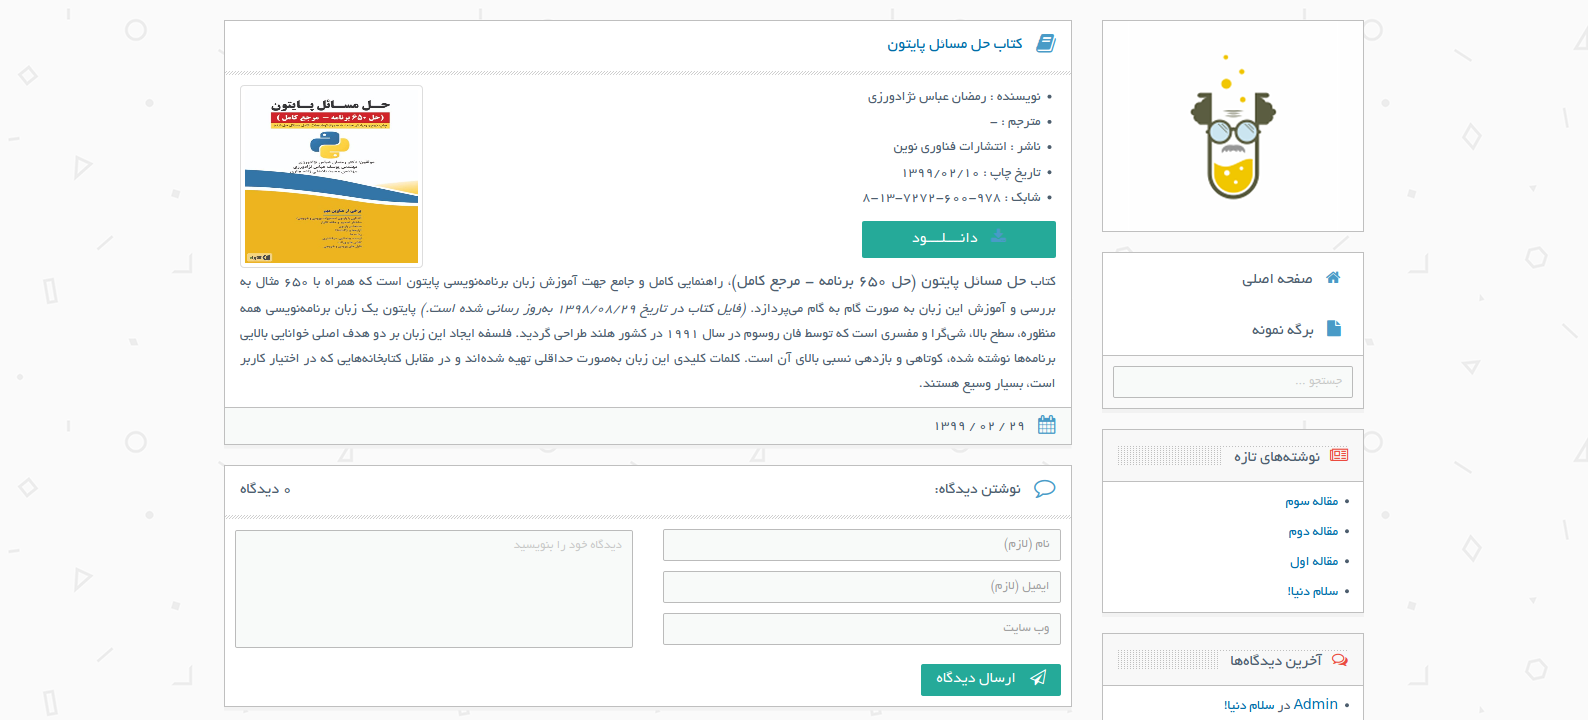 کتاب حل مسائل پایتون
نویسنده : رمضان عباس نژادورزی
مترجم : -
ناشر : انتشارات فناوری نوین
تاریخ چاپ : ۱۳۹۹/۰۲/۱۰
شابک : ۹۷۸-۶۰۰-۷۲۷۲-۱۳-۸
دانــــلــــود
حــل مســائل پــایتون
(حل ۶۵۰ برنامه – مرجع کامل)
کتاب حل مسائل پایتون (حل ۶۵۰ برنامه – مرجع کامل)، راهنمایی کامل و جامع جهت آموزش زبان برنامه‌نویسی پایتون است که همراه با ۶۵۰ مثال به
بررسی و آموزش این زبان به صورت گام به گام می‌پردازد. (فایل کتاب در تاریخ ۱۳۹۸/۰۸/۲۹ به‌روز رسانی شده است.) پایتون یک زبان برنامه‌نویسی همه
منظوره، سطح بالا، شی‌گرا و مفسری است که توسط فان روسوم در سال ۱۹۹۱ در کشور هلند طراحی گردید. فلسفه ایجاد این زبان بر دو هدف اصلی خوانایی بالایی
برنامه‌ها نوشته شده، کوتاهی و بازدهی نسبی بالای آن است. کلمات کلیدی این زبان به‌صورت حداقلی تهیه شده‌اند و در مقابل کتابخانه‌هایی که در اختیار کاربر
است، بسیار وسیع هستند.
۲۹ / ۰۲ / ۱۳۹۹
نوشتن دیدگاه:
۰ دیدگاه
نام (لازم)
ایمیل (لازم)
وب سایت
دیدگاه خود را بنویسید
ارسال دیدگاه
صفحه اصلی
برگه نمونه
جستجو ...
نوشته‌های تازه
مقاله سوم
مقاله دوم
مقاله اول
سلام دنیا!
آخرین دیدگاه‌ها
Admin در سلام دنیا!